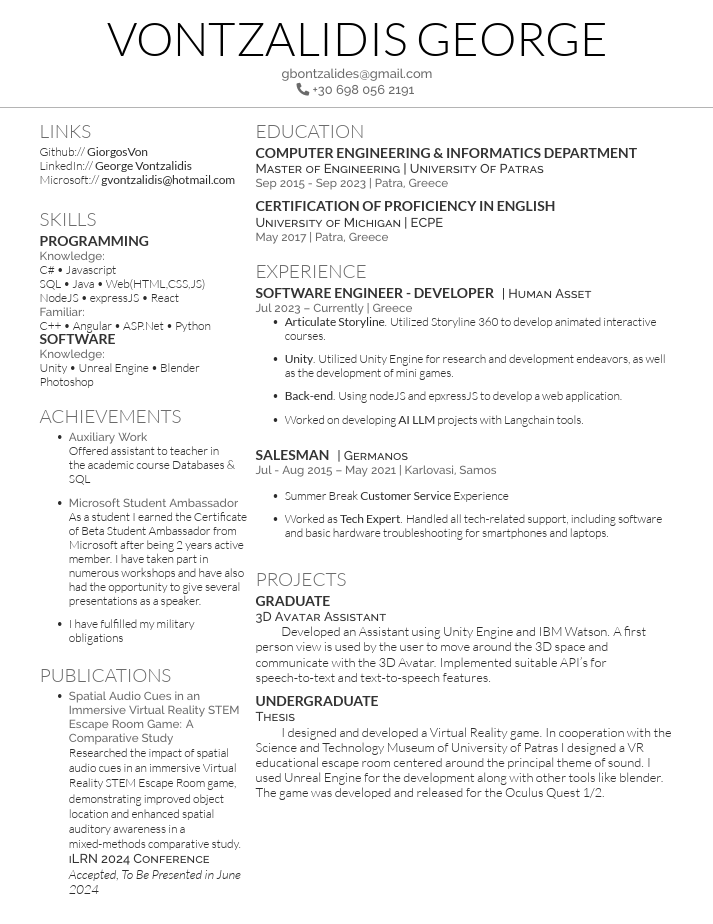 VONTZALIDIS GEORGE
gbontzalides@gmail.com
+30 698 056 2191
LINKS
Github:// GiorgosVon
LinkedIn:// George Vontzalidis
Microsoft:// gvontzalidis@hotmail.com
SKILLS
PROGRAMMING
Knowledge:
C# • Javascript
SQL • Java • Web(HTML,CSS,JS)
NodeJS • expressJS • React
Familiar:
C++ • Angular • ASP.Net • Python
SOFTWARE
Knowledge:
Unity • Unreal Engine • Blender
Photoshop
ACHIEVEMENTS
• Auxiliary Work
Offered assistant to teacher in
the academic course Databases &
SQL
• Microsoft Student Ambassador
As a student I earned the Certificate
of Beta Student Ambassador from
Microsoft after being 2 years active
member. I have taken part in
numerous workshops and have also
had the opportunity to give several
presentations as a speaker.
• I have fulfilled my military
obligations
PUBLICATIONS
• Spatial Audio Cues in an
Immersive Virtual Reality STEM
Escape Room Game: A
Comparative Study
Researched the impact of spatial
audio cues in an immersive Virtual
Reality STEM Escape Room game,
demonstrating improved object
location and enhanced spatial
auditory awareness in a
mixed-methods comparative study.
iLRN 2024 Conference
Accepted, To Be Presented in June
2024
EDUCATION
COMPUTER ENGINEERING & INFORMATICS DEPARTMENT
Master of Engineering | University Of Patras
Sep 2015 - Sep 2023 | Patra, Greece
CERTIFICATION OF PROFICIENCY IN ENGLISH
University of Michigan | ECPE
May 2017 | Patra, Greece
EXPERIENCE
SOFTWARE ENGINEER - DEVELOPER | Human Asset
Jul 2023 – Currently | Greece
• Articulate Storyline. Utilized Storyline 360 to develop animated interactive
courses.
• Unity. Utilized Unity Engine for research and development endeavors, as well
as the development of mini games.
• Back-end. Using nodeJS and epxressJS to develop a web application.
• Worked on developing AI LLM projects with Langchain tools.
SALESMAN | Germanos
Jul - Aug 2015 – May 2021 | Karlovasi, Samos
• Summer Break Customer Service Experience
• Worked as Tech Expert. Handled all tech-related support, including software
and basic hardware troubleshooting for smartphones and laptops.
PROJECTS
GRADUATE
3D Avatar Assistant
Developed an Assistant using Unity Engine and IBM Watson. A first
person view is used by the user to move around the 3D space and
communicate with the 3D Avatar. Implemented suitable API's for
speech-to-text and text-to-speech features.
UNDERGRADUATE
Thesis
I designed and developed a Virtual Reality game. In cooperation with the
Science and Technology Museum of University of Patras I designed a VR
educational escape room centered around the principal theme of sound. I
used Unreal Engine for the development along with other tools like blender.
The game was developed and released for the Oculus Quest 1/2.